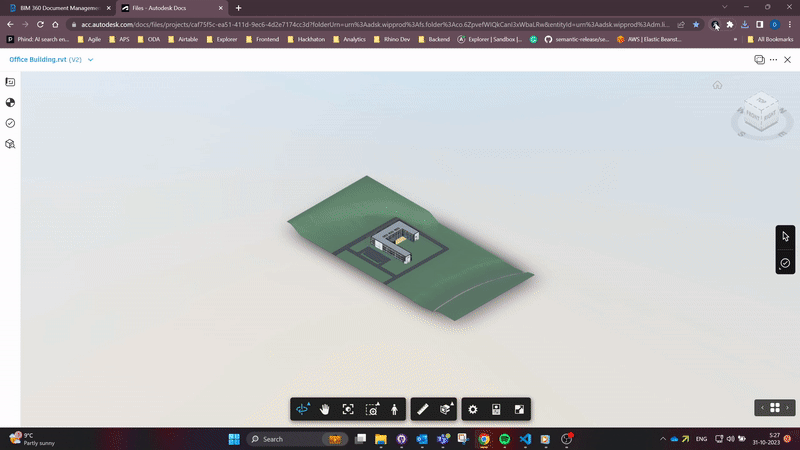 BIM 360 Document Managemen
Files - Autodesk Docs
acc.autodesk.com/docs/files/projects/caf75f5c-ea51-411d-9ec6-4d2e7174cc3d?folderUrn=urn%3Aadsk.wipprod%3Afs.folder%3Aco.6ZpvefWlQkCanI3xWbaLRw&entityId=urn%3Aadsk.wipprod%3Adm.li...
Phind: AI search en...
Agile
APS
ODA
Airtable
Explorer
Frontend
Hackhaton
Analytics
Rhino Dev
Backend
Explorer | Sandbox |...
semantic-release/se...
AWS | Elastic Beanst...
»
All Bookmarks
Office Building.rvt (V2)
TOP
FRONT
RIGHT
9°C
Partly sunny
Search
ENG
5:27
31-10-2023